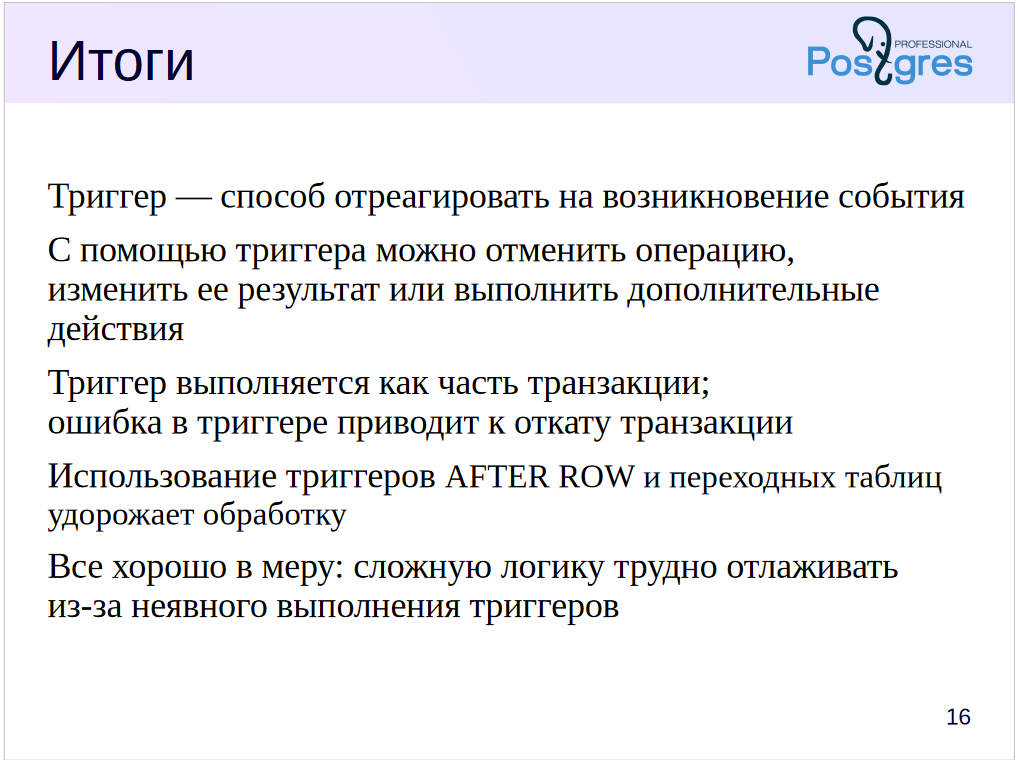 Итоги
PROFESSIONAL
Postgres
Триггер — способ отреагировать на возникновение события
С помощью триггера можно отменить операцию,
изменить ее результат или выполнить дополнительные
действия
Триггер выполняется как часть транзакции;
ошибка в триггере приводит к откату транзакции
Использование триггеров AFTER ROW и переходных таблиц
удорожает обработку
Все хорошо в меру: сложную логику трудно отлаживать
из-за неявного выполнения триггеров
16